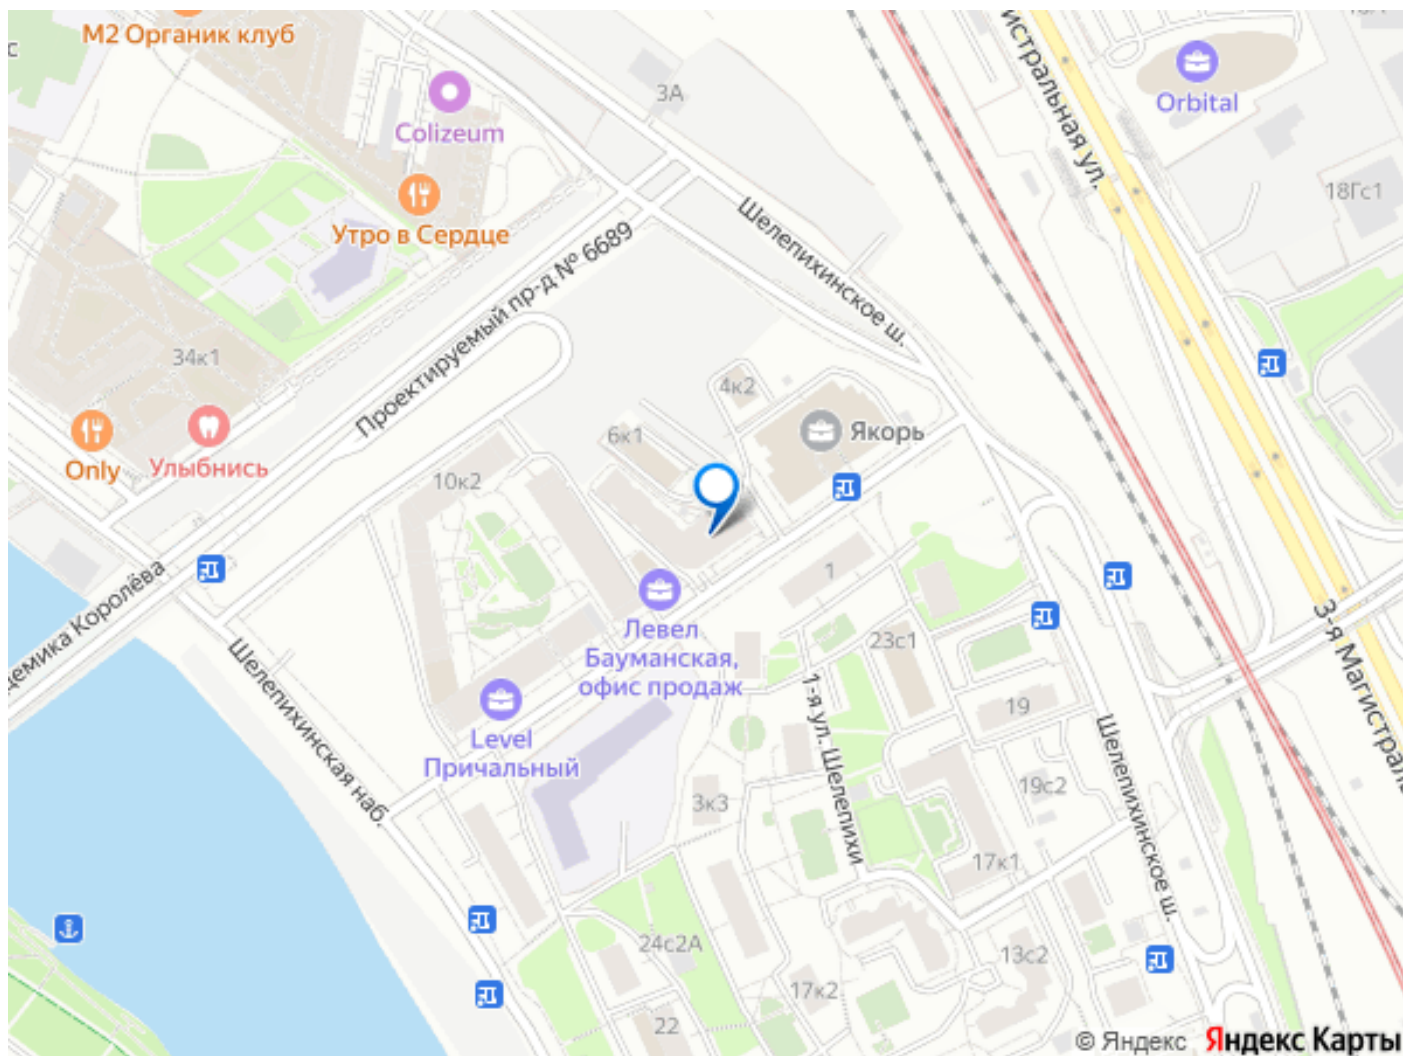 М2 Органик клуб
с
Colizeum
3А
истральная ул.
Orbital
18Гс1
Утро в Сердце
Шелепихинское ш.
Проектируемый пр-д № 6689
34к1
4к2
Only
Улыбнись
6к1
Якорь
10к2
демика Королёва
1
Левел
Бауманская,
офис продаж
23с1
3-я Магистраль
Шелепихинская наб.
1-я ул. Шелепихи
19
Level
Причальный
Шелепихинское ш.
3к3
19с2
17к1
24с2А
13с2
17к2
22
© Яндекс Яндекс Карты